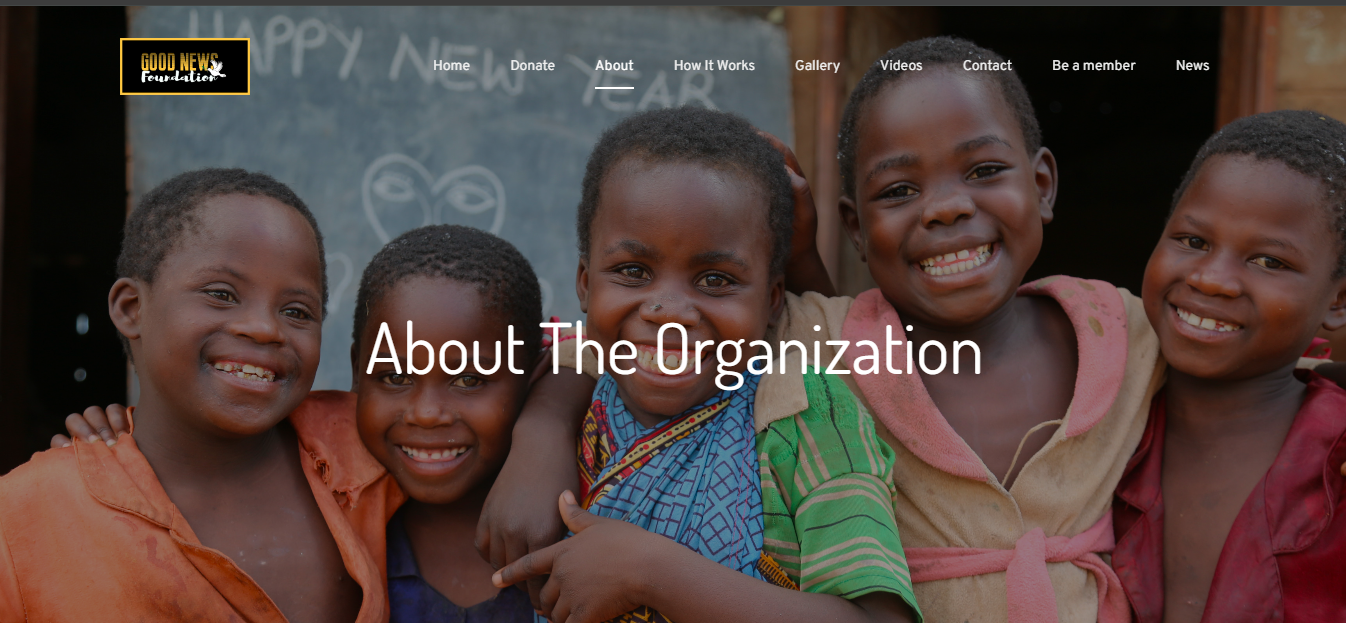 HAPPY NEW YEAR
GOOD NEWS
Foundation
Home Donate About How It Works Gallery Videos Contact Be a member News
About The Organization